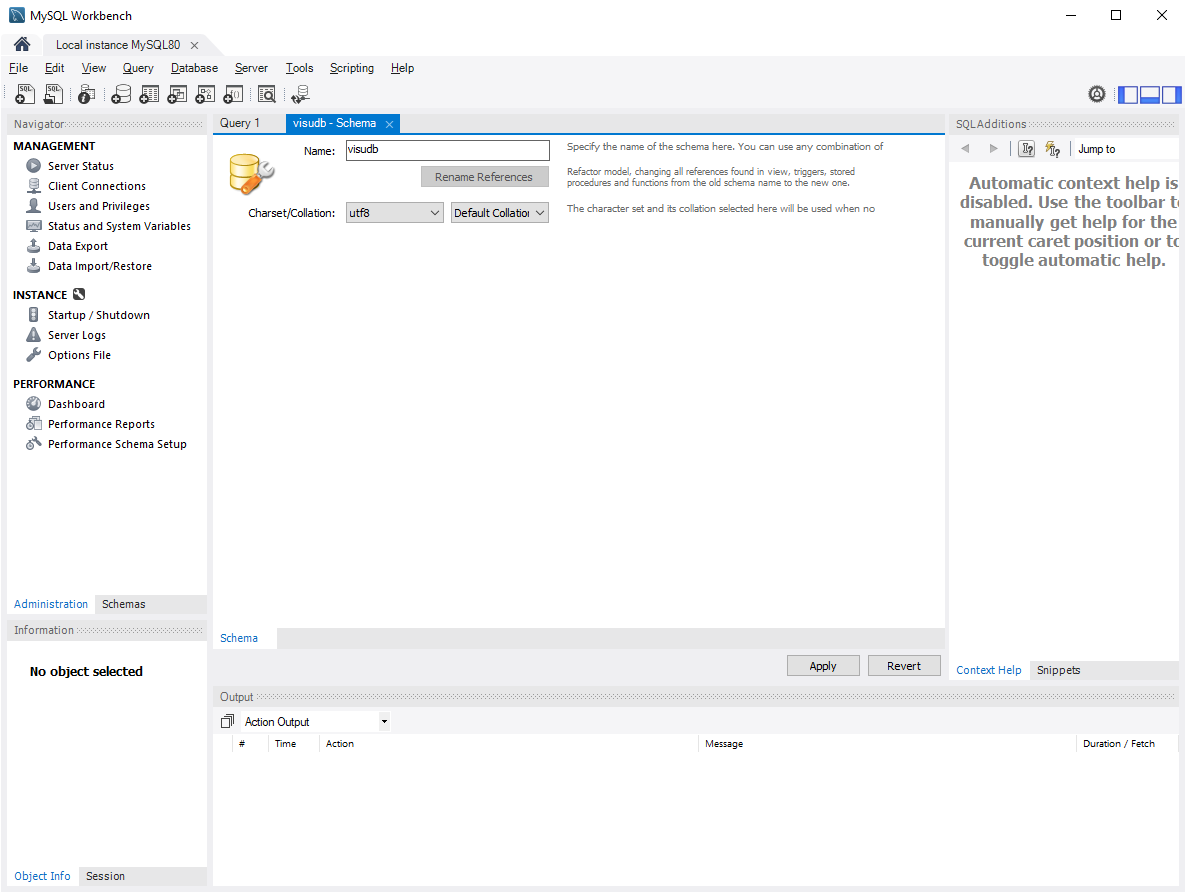 MySQL Workbench
Local instance MySQL80
File Edit View Query Database Server Tools Scripting Help
Navigator
MANAGEMENT
Server Status
Client Connections
Users and Privileges
Status and System Variables
Data Export
Data Import/Restore
INSTANCE
Startup / Shutdown
Server Logs
Options File
PERFORMANCE
Dashboard
Performance Reports
Performance Schema Setup
Administration Schemas
Information
No object selected
Object Info Session
Query 1 visudb - Schema
Name: visudb
Specify the name of the schema here. You can use any combination of
Rename References
Refactor model, changing all references found in view, triggers, stored
procedures and functions from the old schema name to the new one.
Charset/Collation: utf8 Default Collation
The character set and its collation selected here will be used when no
Schema
Apply Revert
Output
Action Output
# Time Action Message Duration / Fetch
SQLAdditions
Jump to
Automatic context help is
disabled. Use the toolbar to
manually get help for the
current caret position or to
toggle automatic help.
Context Help Snippets